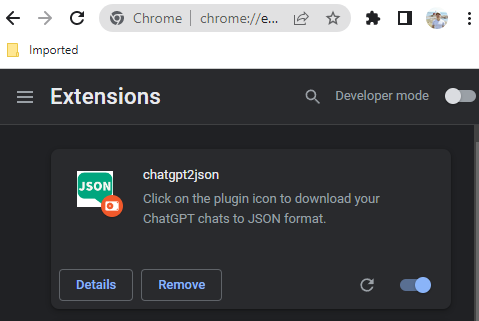 Chrome | chrome://e...
Imported
Extensions
Developer mode
JSON
chatgpt2json
Click on the plugin icon to download your
ChatGPT chats to JSON format.
Details
Remove